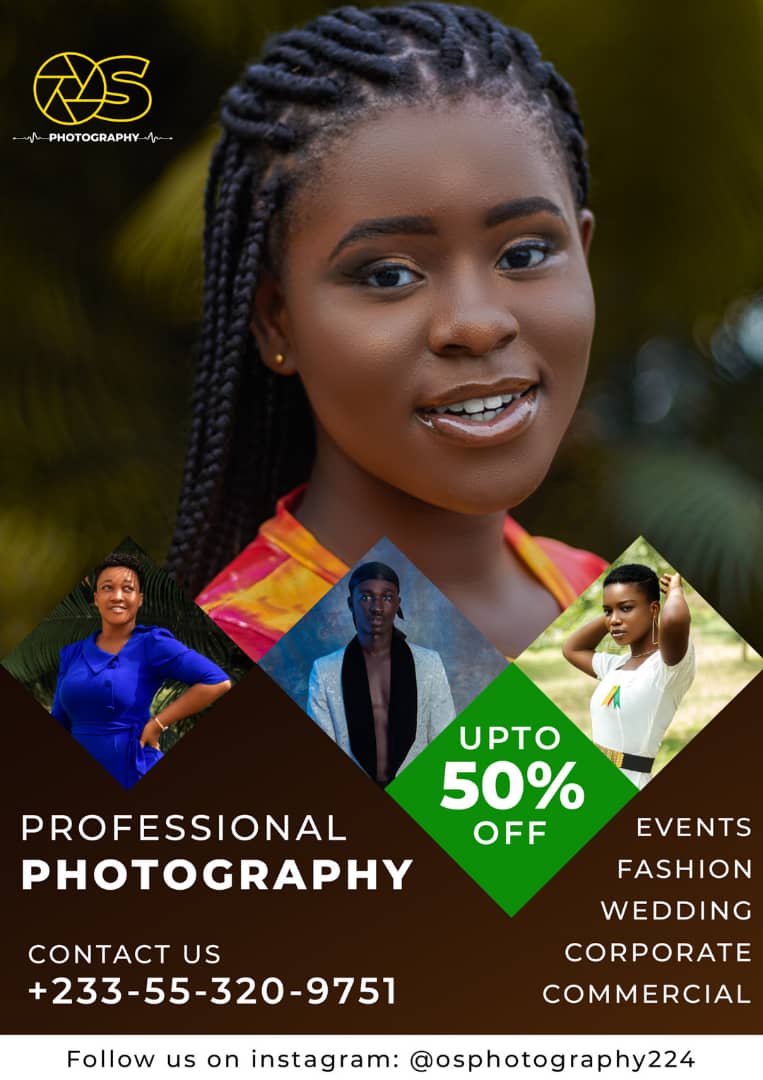 OS
PHOTOGRAPHY
UPTO
50%
OFF
PROFESSIONAL
PHOTOGRAPHY
CONTACT US
+233-55-320-9751
EVENTS
FASHION
WEDDING
CORPORATE
COMMERCIAL
Follow us on instagram: @osphotography224